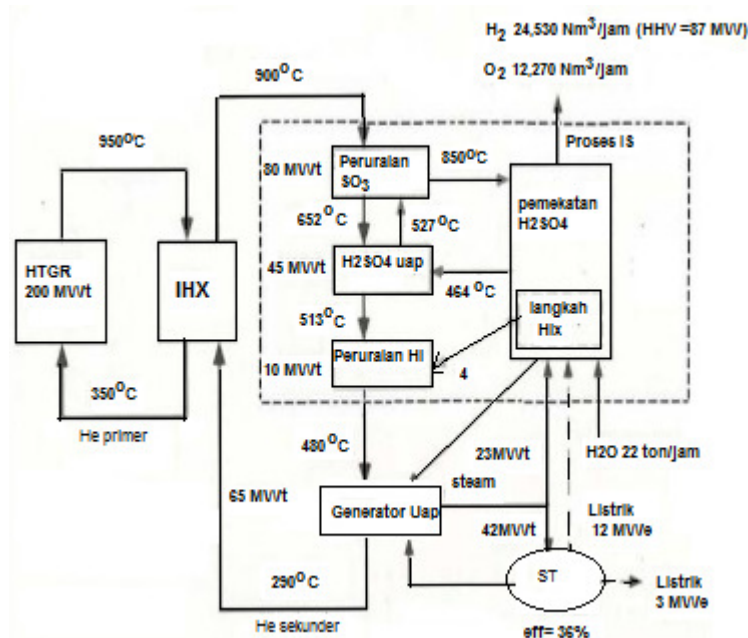 H2 24,530 Nm3/jam (HHV =87 MW)
O2 12,270 Nm3/jam
900°C
950°C
Proses IS
80 MWt
Peruraian
SO3
850°C
652°C
527°C
pemekatan
H2SO4
HTGR
200 MWt
IHX
45 MWt
H2SO4 uap
464 °C
langkah
HIx
513°C
Peruraian HI
10 MWt
4
350°C
He primer
480°C
23MWt
H2O 22 ton/jam
65 MWt
steam
Generator Uap
42MWt
Listrik
12 MWe
290°C
ST
Listrik
3 MWe
He sekunder
eff= 36%